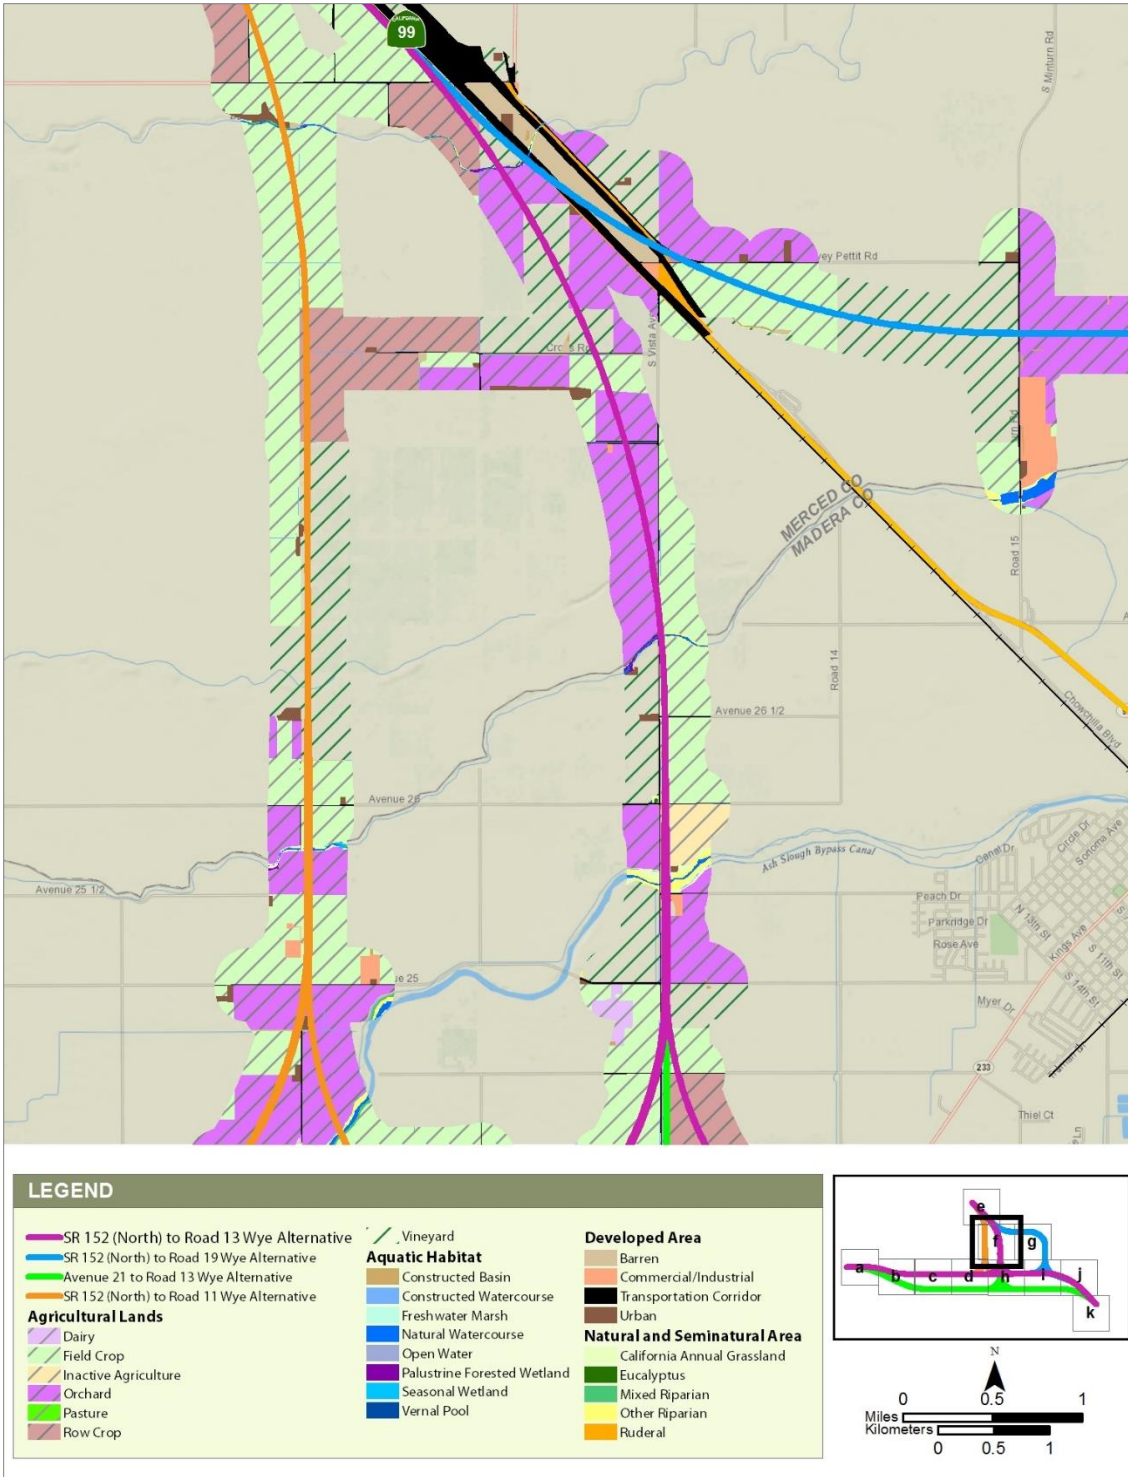 CALIFORNIA
99
S Minturn Rd
vey Pettit Rd
S Vista Ave
MERCED CO
MADERA CO
Road 15
Road 14
Avenue 26 1/2
Chowchilla Blvd
Avenue 26
Ash Slough Bypass Canal
Canal Dr
Circle Dr
Sonoma Ave
Avenue 25 1/2
Peach Dr
Parkridge Dr
Rose Ave
N 13th St
Kings Ave
S 11th St
S 14th St
ue 25
Myer Dr
233
Thiel Ct
LEGEND
SR 152 (North) to Road 13 Wye Alternative
SR 152 (North) to Road 19 Wye Alternative
Avenue 21 to Road 13 Wye Alternative
SR 152 (North) to Road 11 Wye Alternative
Agricultural Lands
Dairy
Field Crop
Inactive Agriculture
Orchard
Pasture
Row Crop
Vineyard
Aquatic Habitat
Constructed Basin
Constructed Watercourse
Freshwater Marsh
Natural Watercourse
Open Water
Palustrine Forested Wetland
Seasonal Wetland
Vernal Pool
Developed Area
Barren
Commercial/Industrial
Transportation Corridor
Urban
Natural and Seminatural Area
California Annual Grassland
Eucalyptus
Mixed Riparian
Other Riparian
Ruderal
e
f
g
a
b
c
d
h
i
j
k
N
0 0.5 1
Miles
Kilometers
0 0.5 1